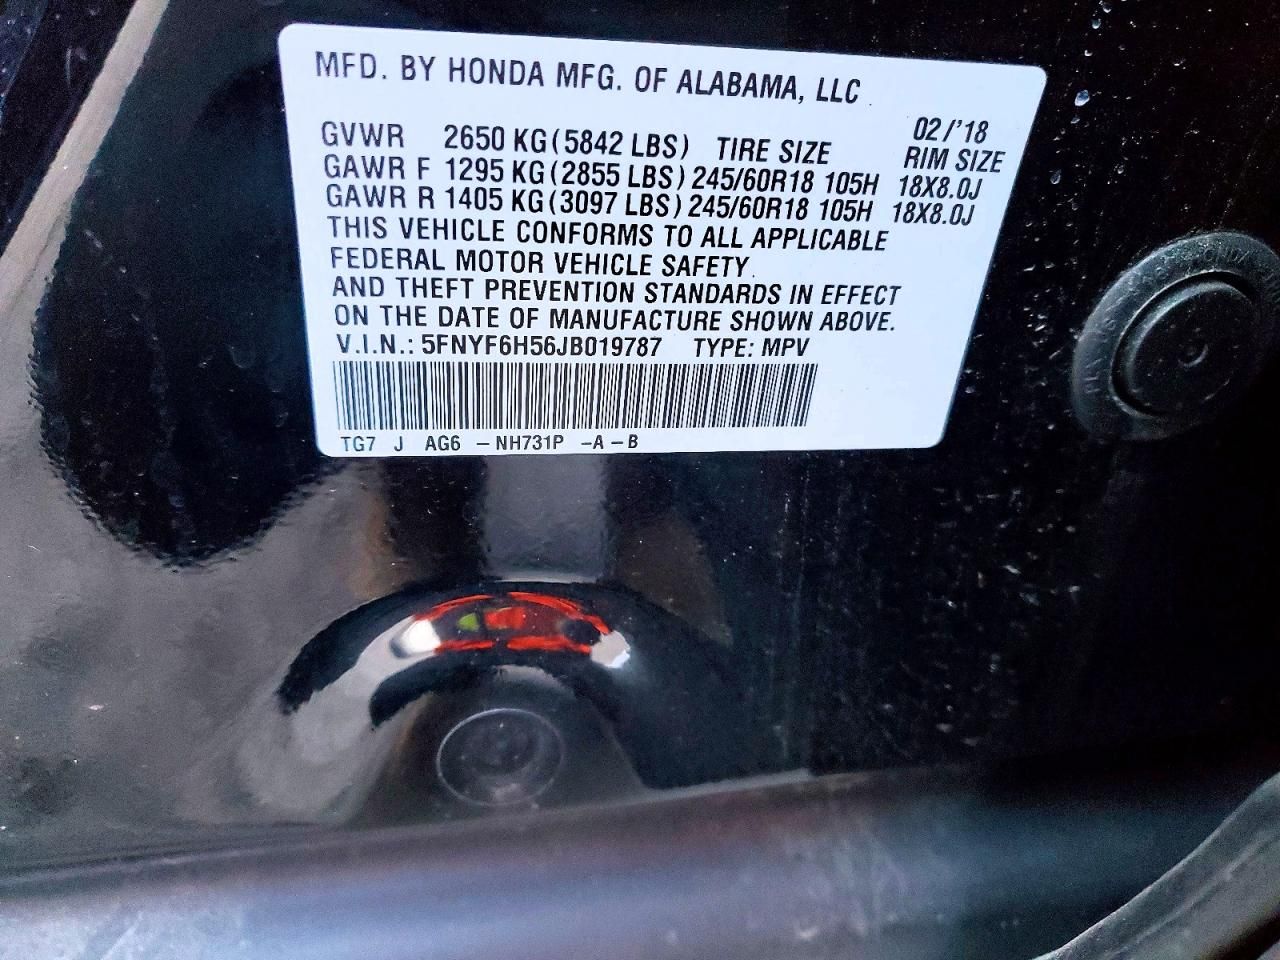 MFD. BY HONDA MFG. OF ALABAMA, LLC
02/'18
GVWR 2650 KG (5842 LBS) TIRE SIZE RIM SIZE
GAWR F 1295 KG (2855 LBS) 245/60R18 105H 18X8.0J
GAWR R 1405 KG (3097 LBS) 245/60R18 105H 18X8.0J
THIS VEHICLE CONFORMS TO ALL APPLICABLE
FEDERAL MOTOR VEHICLE SAFETY
AND THEFT PREVENTION STANDARDS IN EFFECT
ON THE DATE OF MANUFACTURE SHOWN ABOVE.
V.I.N.: 5FNYF6H56JB019787 TYPE: MPV
TG7 J AG6 - NH731P - A - B